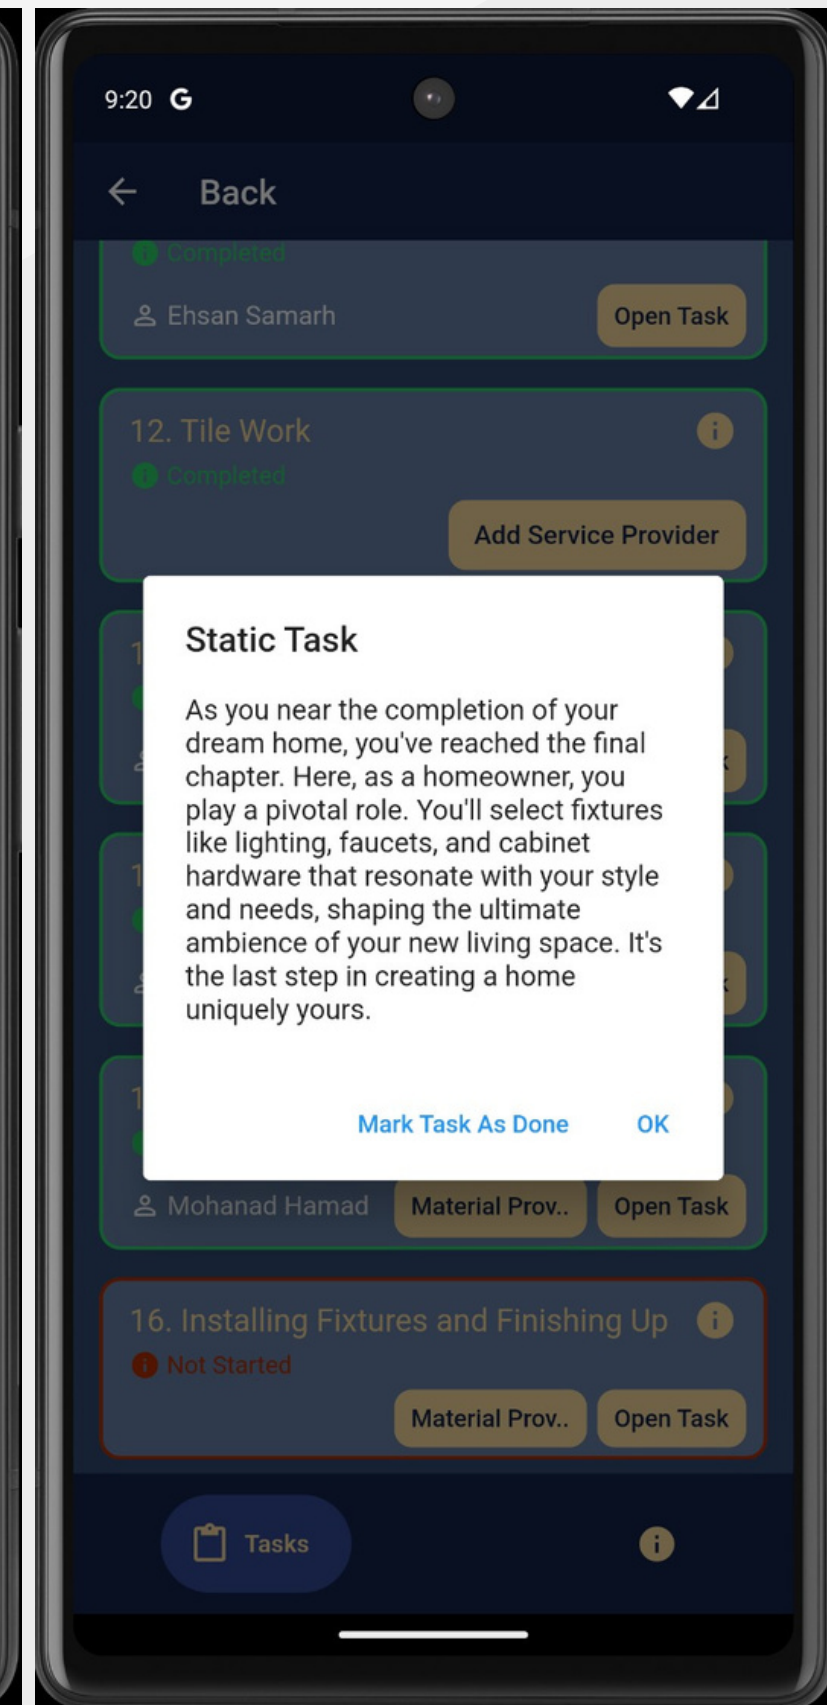 9:20 G
Back
Completed
Ehsan Samarh
Open Task
12. Tile Work
Completed
Add Service Provider
Static Task
As you near the completion of your
dream home, you've reached the final
chapter. Here, as a homeowner, you
play a pivotal role. You'll select fixtures
like lighting, faucets, and cabinet
hardware that resonate with your style
and needs, shaping the ultimate
ambience of your new living space. It's
the last step in creating a home
uniquely yours.
Mark Task As Done
OK
Mohanad Hamad
Material Prov..
Open Task
16. Installing Fixtures and Finishing Up
Not Started
Material Prov..
Open Task
Tasks